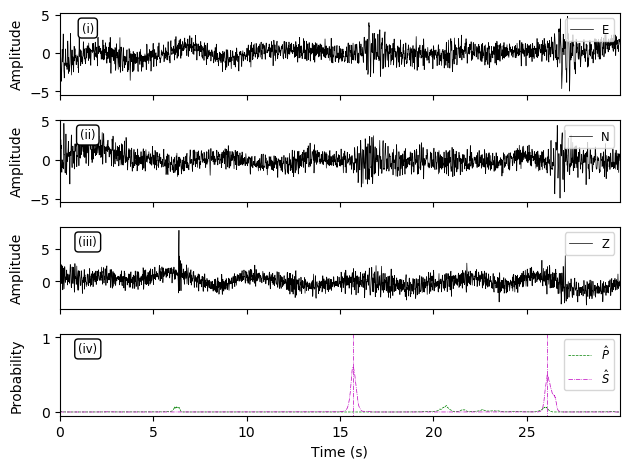 5
0
−5
Amplitude
(i)
E
5
0
−5
Amplitude
(ii)
N
5
0
Amplitude
(iii)
Z
1
0
Probability
(iv)
P̂
Ŝ
0 5 10 15 20 25
Time (s)